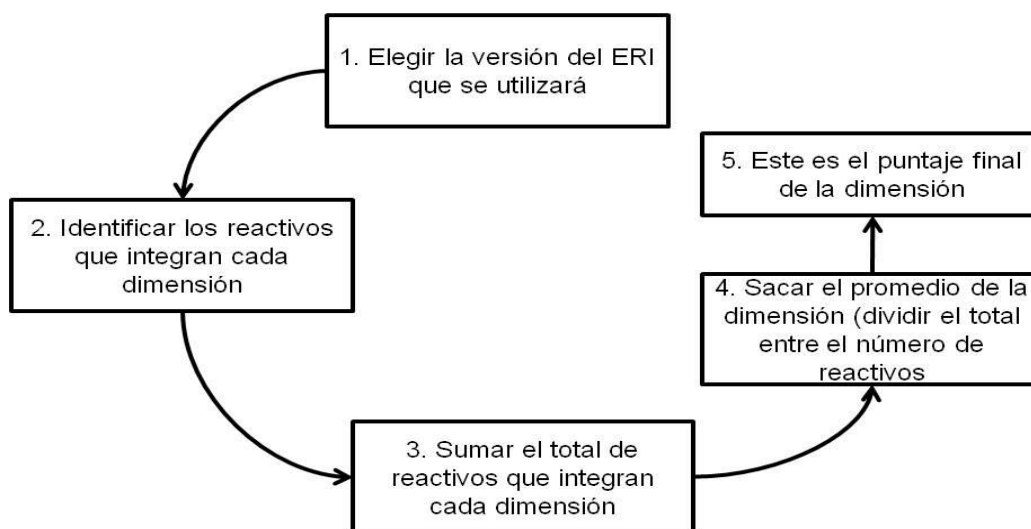 1. Elegir la versión del ERI
que se utilizará
2. Identificar los reactivos
que integran cada
dimensión
3. Sumar el total de
reactivos que integran
cada dimensión
4. Sacar el promedio de la
dimensión (dividir el total
entre el número de
reactivos
5. Este es el puntaje final
de la dimensión